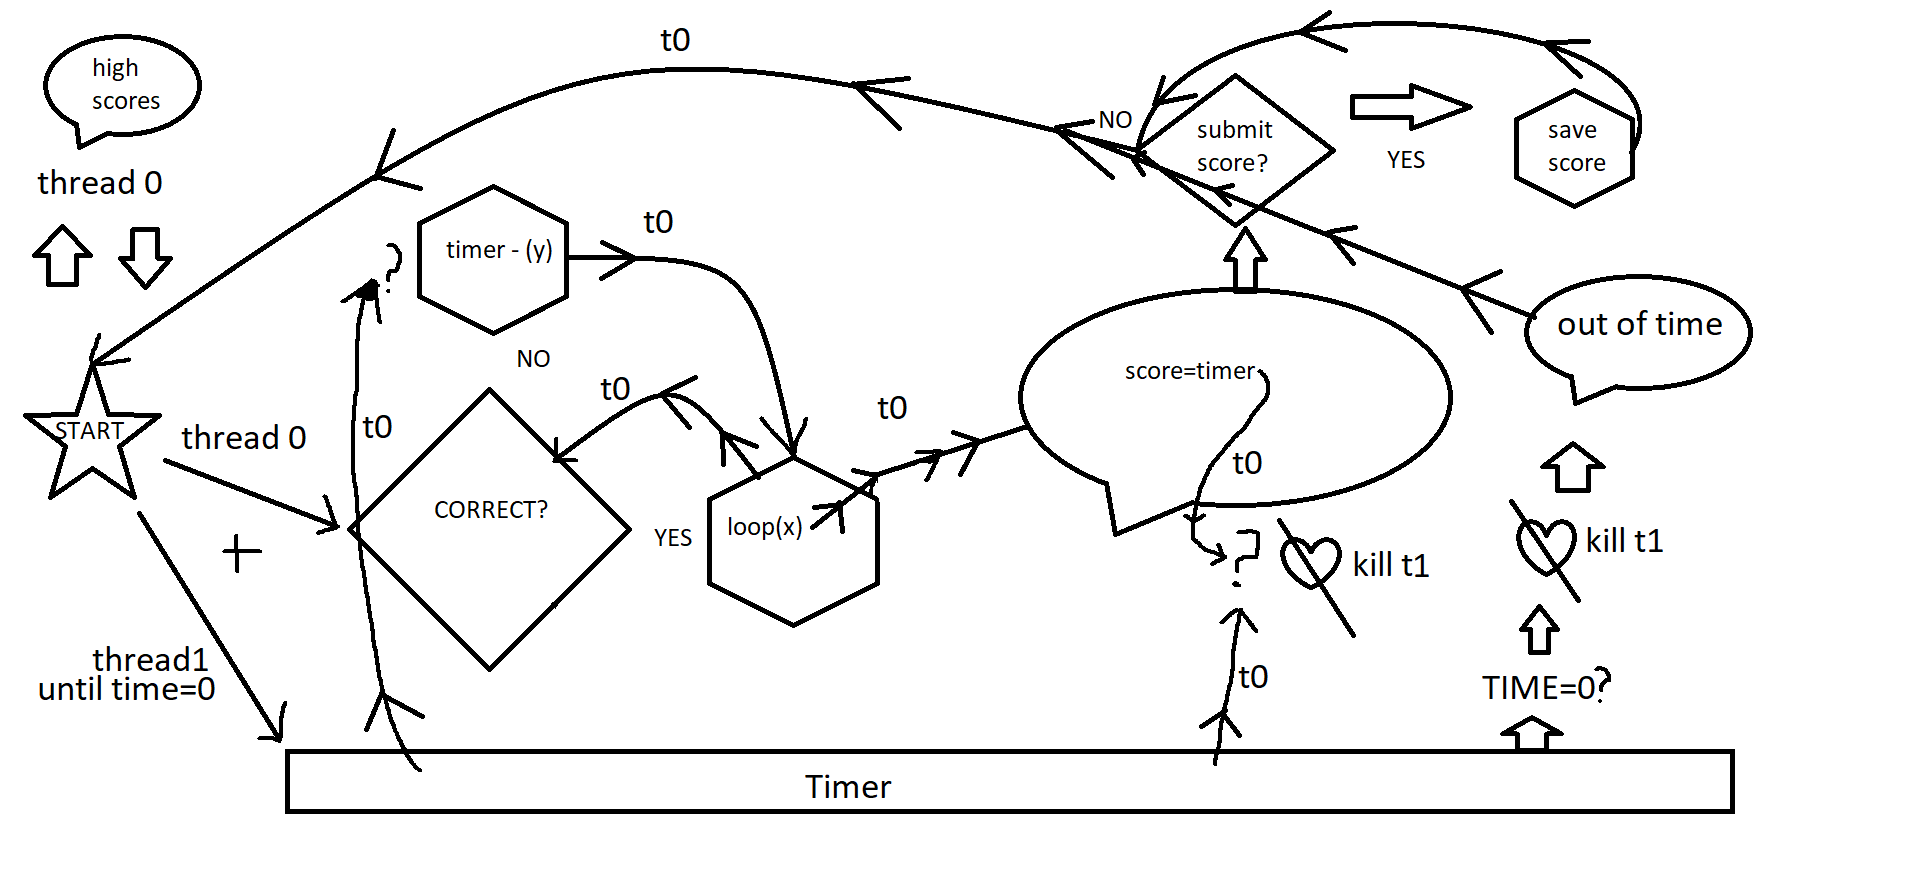 high
scores
thread 0
t0
NO
submit
score?
YES
save
score
?
timer - (y)
t0
NO
out of time
score=timer
START
thread 0
t0
t0
t0
t0
CORRECT?
YES
loop(x)
+
?
kill t1
kill t1
thread1
until time=0
t0
TIME=0?
Timer